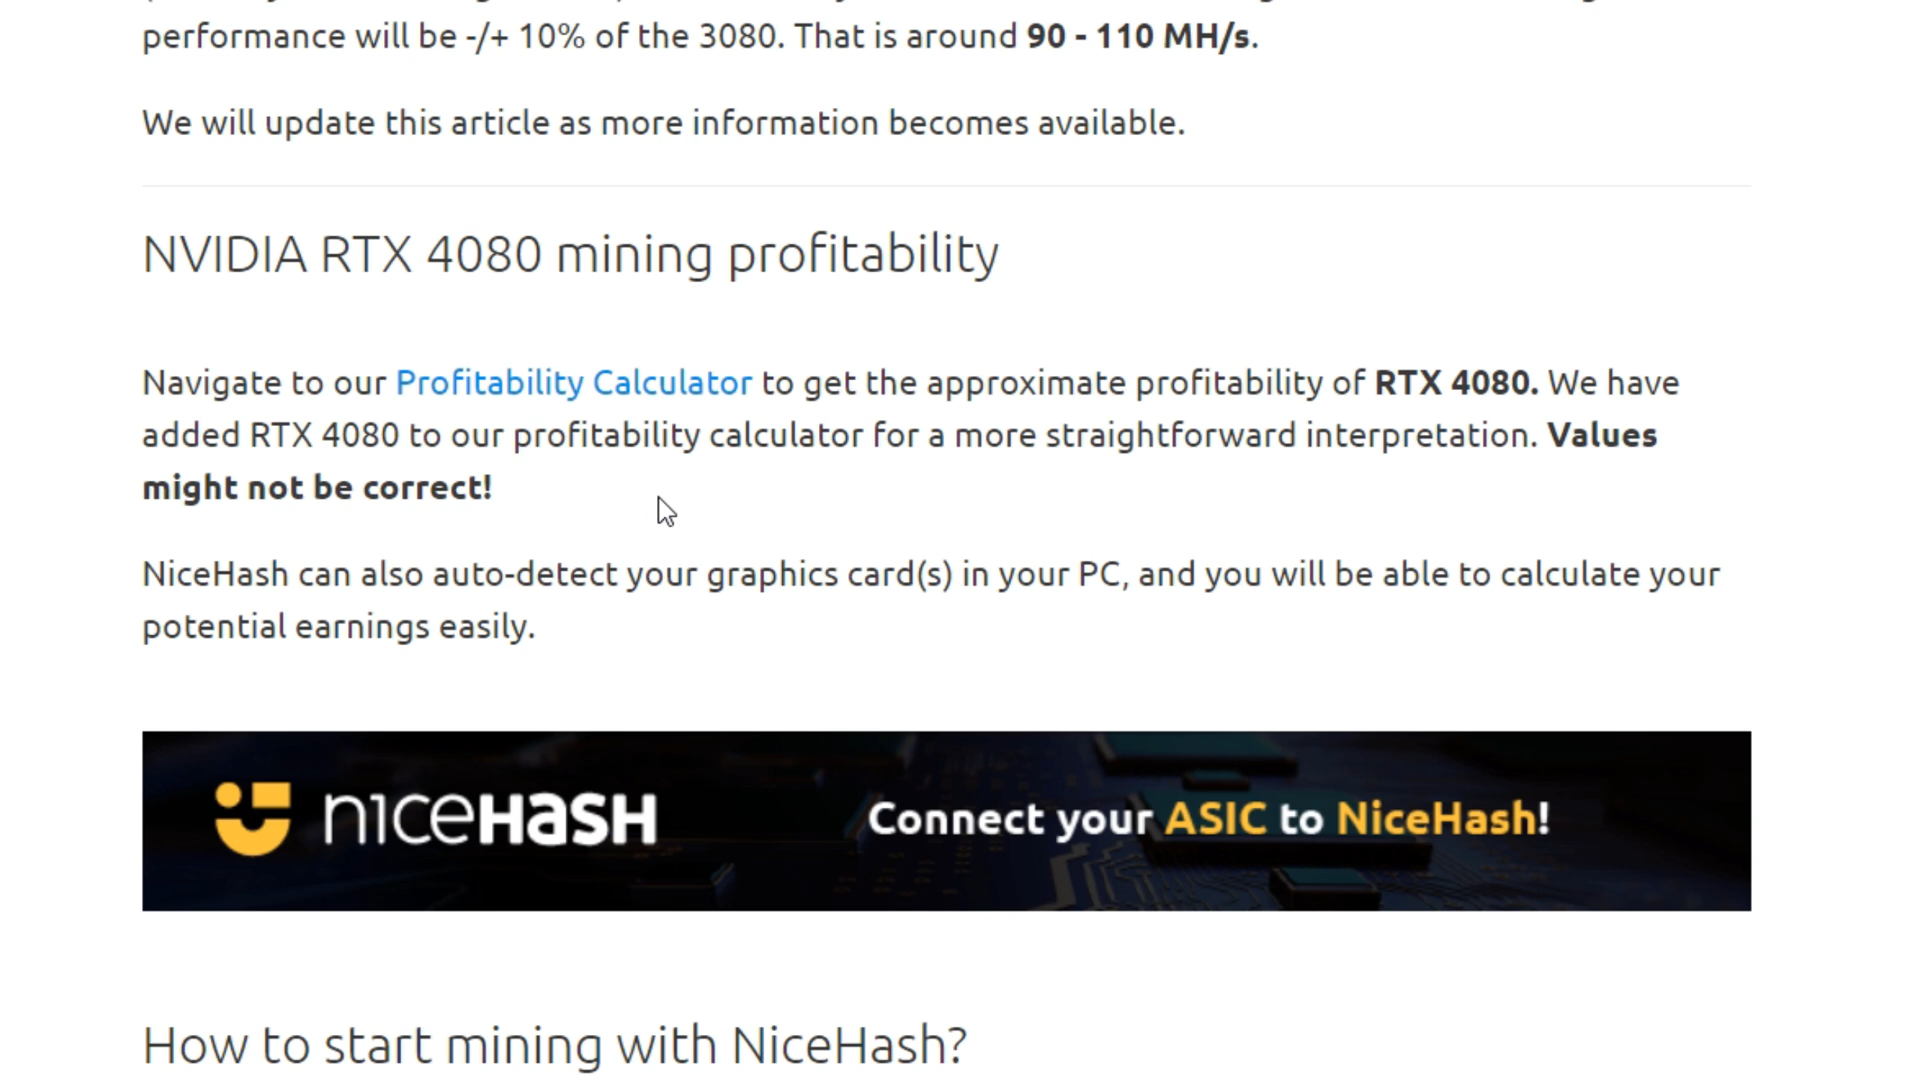 performance will be -/+ 10% of the 3080. That is around 90 - 110 MH/s.
We will update this article as more information becomes available.
NVIDIA RTX 4080 mining profitability
Navigate to our Profitability Calculator to get the approximate profitability of RTX 4080. We have
added RTX 4080 to our profitability calculator for a more straightforward interpretation. Values
might not be correct!
NiceHash can also auto-detect your graphics card(s) in your PC, and you will be able to calculate your
potential earnings easily.
niceHasH
Connect your ASIC to NiceHash!
How to start mining with NiceHash?